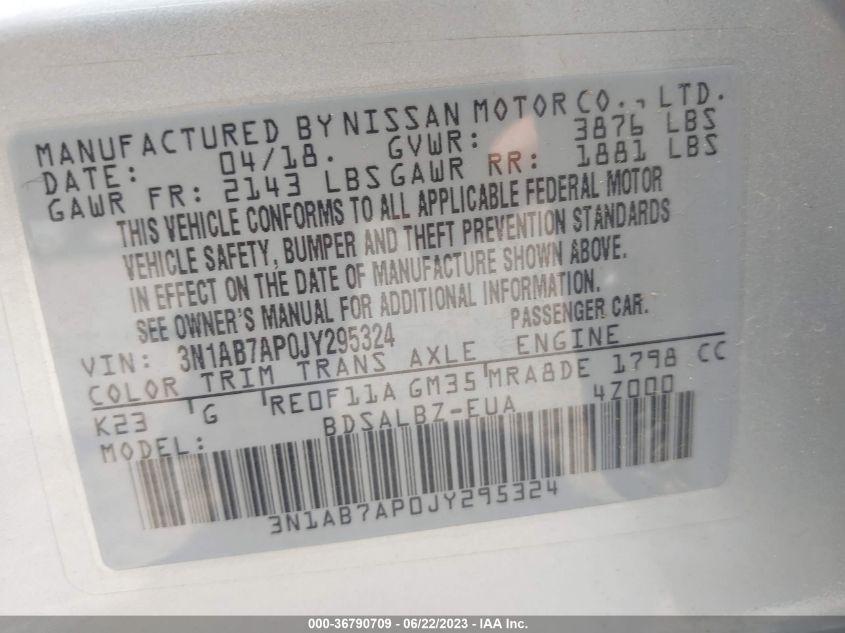 MANUFACTURED BY NISSAN MOTOR CO., LTD.
DATE: 04/18. GVWR: 3876 LBS
GAWR FR: 2143 LBS GAWR RR: 1881 LBS
THIS VEHICLE CONFORMS TO ALL APPLICABLE FEDERAL MOTOR
VEHICLE SAFETY, BUMPER AND THEFT PREVENTION STANDARDS
IN EFFECT ON THE DATE OF MANUFACTURE SHOWN ABOVE.
SEE OWNER'S MANUAL FOR ADDITIONAL INFORMATION.
VIN: 3N1AB7AP0JY295324 PASSENGER CAR.
COLOR TRIM TRANS AXLE ENGINE
K23 G RE0F11A GM35 MRA8DE 1798 CC
MODEL: BDSALBZ-EUA 4Z000
3N1AB7AP0JY295324
000-36790709 - 06/22/2023 - IAA Inc.